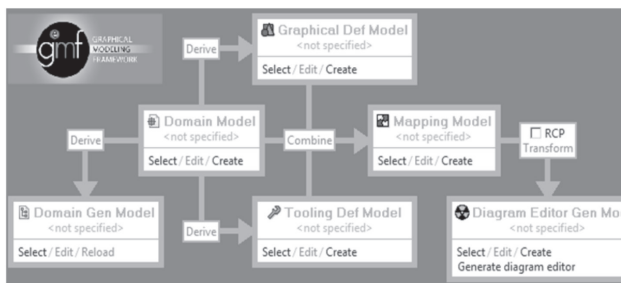 gmf
GRAPHICAL
MODELING
FRAMEWORK
Derive
Graphical Def Model
<not specified>
Select / Edit / Create
Domain Model
<not specified>
Select / Edit / Create
Derive
Combine
Mapping Model
<not specified>
Select / Edit / Create
RCP
Transform
Domain Gen Model
<not specified>
Select / Edit / Reload
Derive
Tooling Def Model
<not specified>
Select / Edit / Create
Diagram Editor Gen Mo
<not specified>
Select / Edit / Create
Generate diagram editor